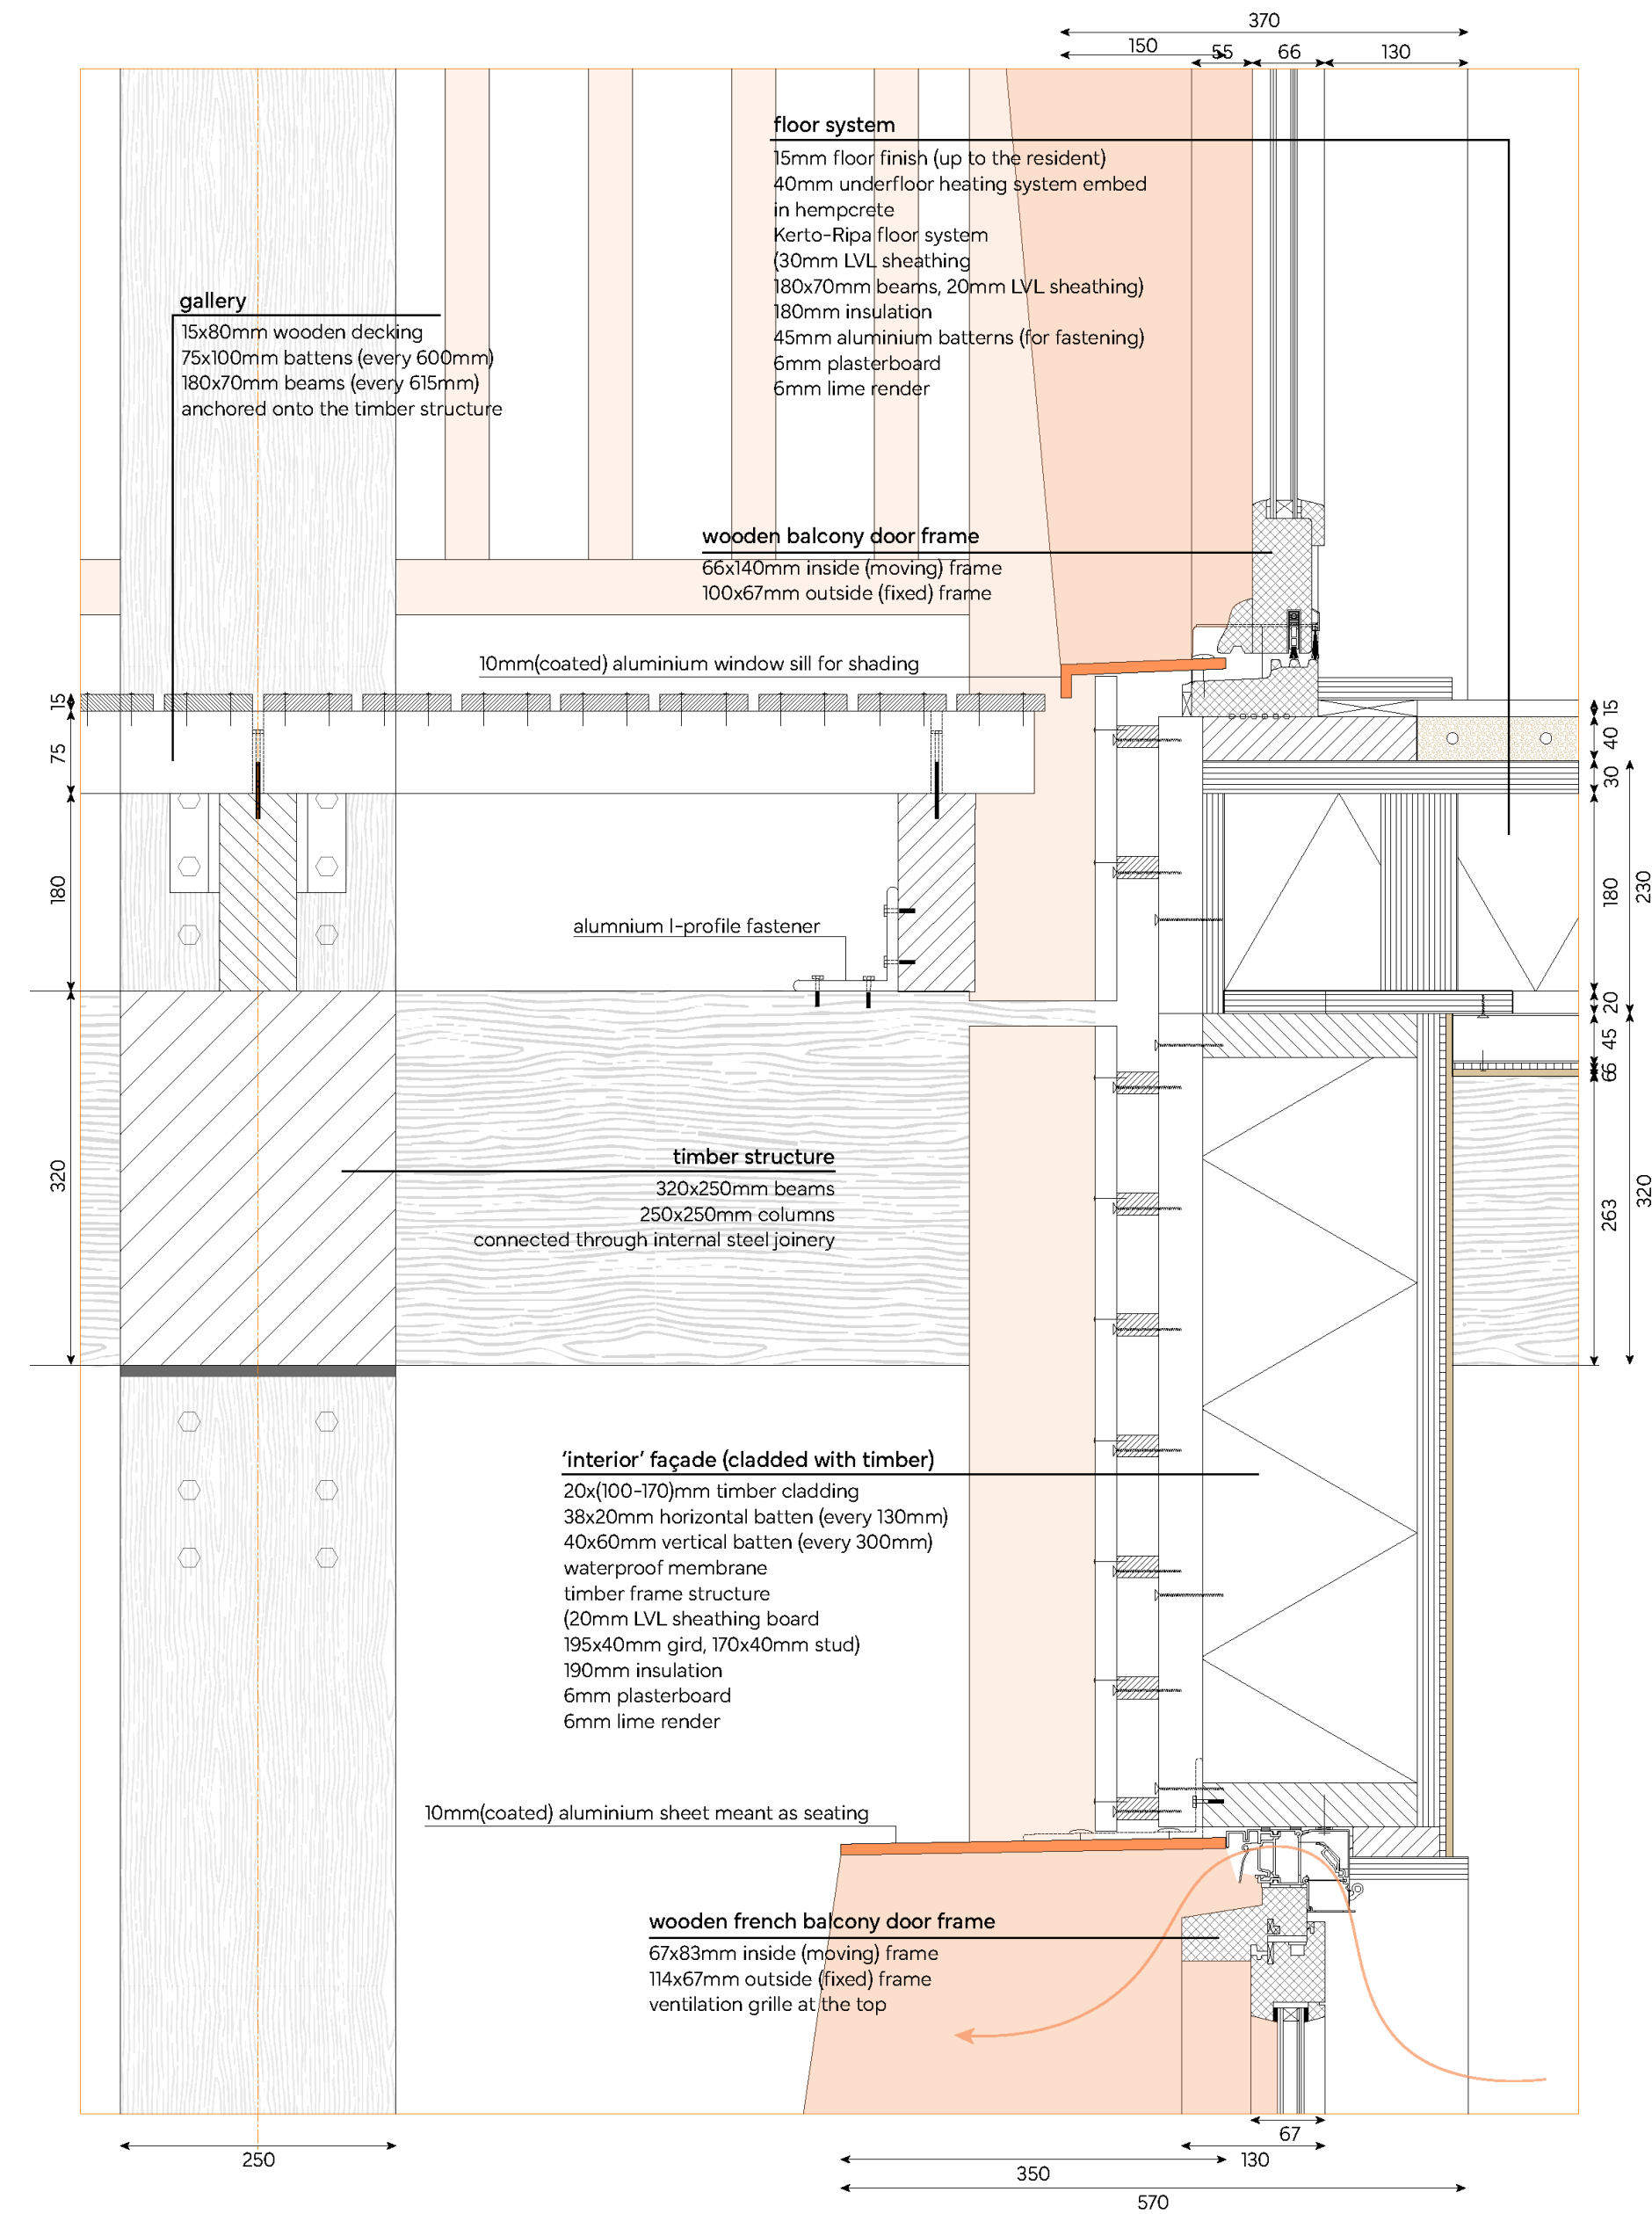 370
150
55
66
130
floor system
15mm floor finish (up to the resident)
40mm underfloor heating system embed
in hempcrete
Kerto-Ripa floor system
(30mm LVL sheathing
180x70mm beams, 20mm LVL sheathing)
180mm insulation
45mm aluminium batterns (for fastening)
6mm plasterboard
6mm lime render
gallery
15x80mm wooden decking
75x100mm battens (every 600mm)
180x70mm beams (every 615mm)
anchored onto the timber structure
wooden balcony door frame
66x140mm inside (moving) frame
100x67mm outside (fixed) frame
10mm(coated) aluminium window sill for shading
15
75
180
320
15
40
30
180
230
20
45
6
6
263
320
alumnium l-profile fastener
timber structure
320x250mm beams
250x250mm columns
connected through internal steel joinery
‘interior’ façade (cladded with timber)
20x(100-170)mm timber cladding
38x20mm horizontal batten (every 130mm)
40x60mm vertical batten (every 300mm)
waterproof membrane
timber frame structure
(20mm LVL sheathing board
195x40mm gird, 170x40mm stud)
190mm insulation
6mm plasterboard
6mm lime render
10mm(coated) aluminium sheet meant as seating
wooden french balcony door frame
67x83mm inside (moving) frame
114x67mm outside (fixed) frame
ventilation grille at the top
67
250
130
350
570